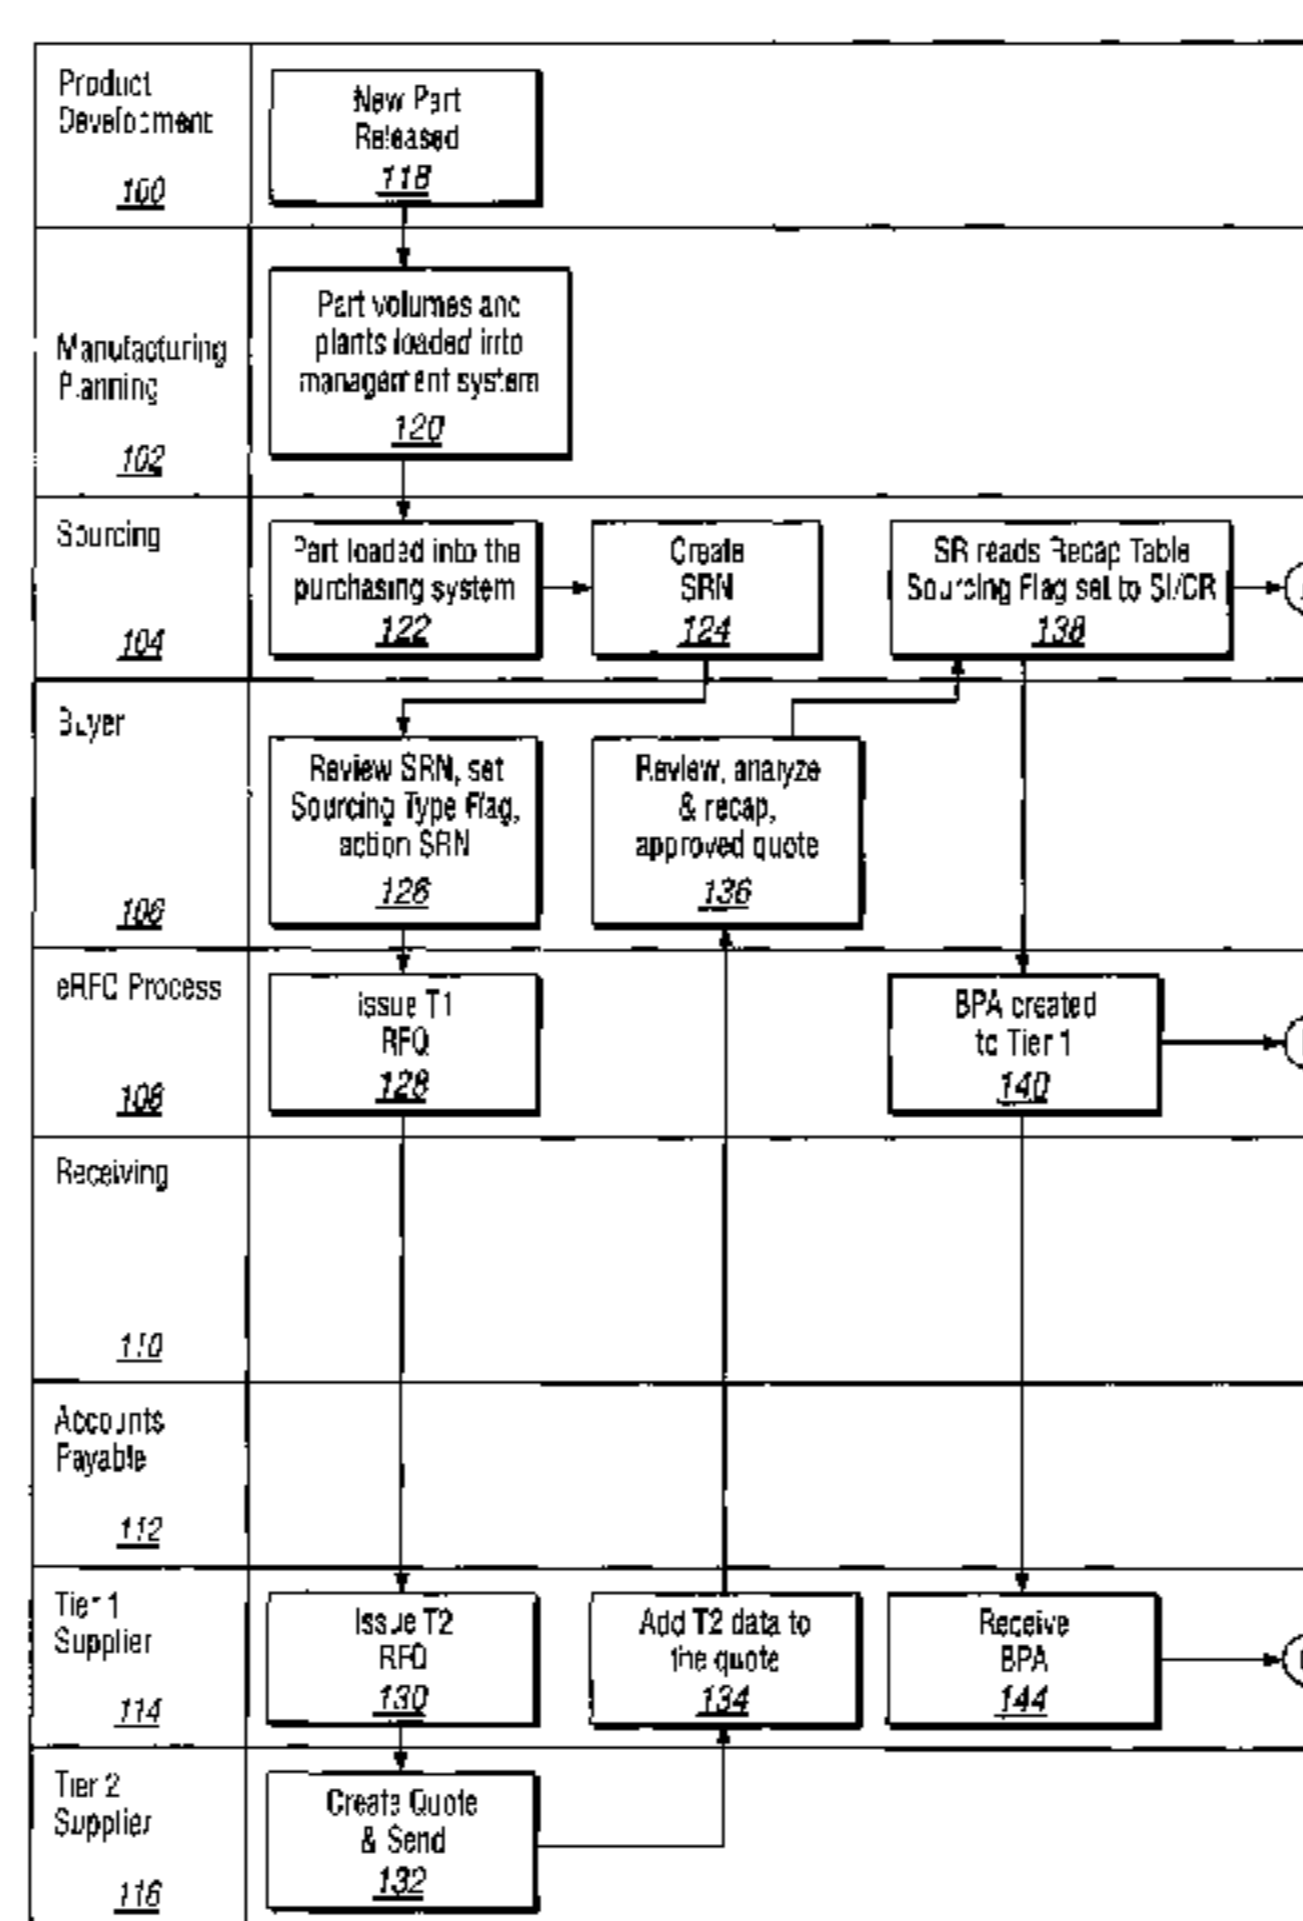 Product
Development
100
New Part
Released
118
Manufacturing
Planning
102
Part volumes and
plants loaded into
management system
120
Sourcing
104
Part loaded into the
purchasing system
122
Create
SRN
124
SR reads Recap Table
Sourcing Flag set to SI/CR
138
Buyer
106
Review SRN, set
Sourcing Type Flag,
action SRN
126
Review, analyze
& recap,
approved quote
136
Process
108
issue T1
RFQ
128
BPA created
to Tier 1
140
Receiving
110
Accounts
Payable
112
Tier 1
Supplier
114
Issue T2
RFQ
130
Add T2 data to
the quote
134
Receive
BPA
144
Tier 2
Supplier
116
Create Quote
& Send
132